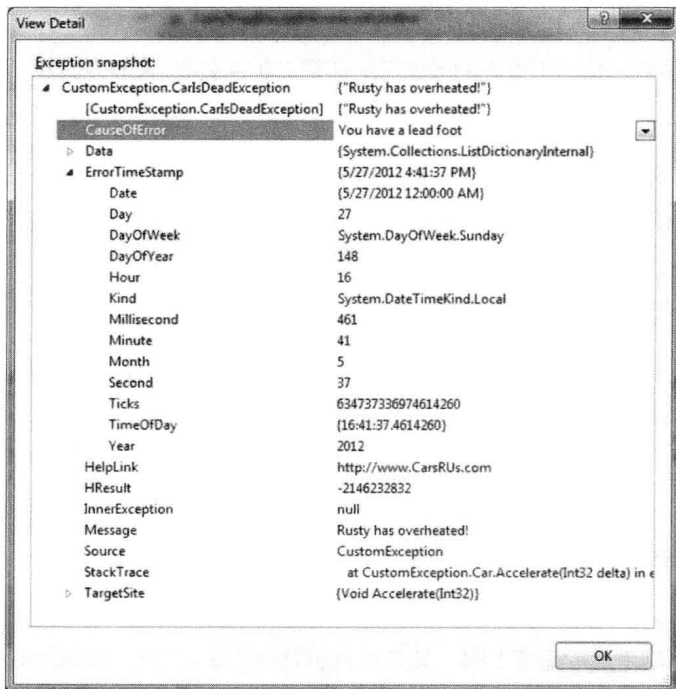 View Detail
Exception snapshot:
CustomException.CarIsDeadException {"Rusty has overheated!"}
[CustomException.CarIsDeadException] {"Rusty has overheated!"}
CauseOfError You have a lead foot
Data {System.Collections.ListDictionaryInternal}
ErrorTimeStamp {5/27/2012 4:41:37 PM}
Date {5/27/2012 12:00:00 AM}
Day 27
DayOfWeek System.DayOfWeek.Sunday
DayOfYear 148
Hour 16
Kind System.DateTimeKind.Local
Millisecond 461
Minute 41
Month 5
Second 37
Ticks 634737336974614260
TimeOfDay {16:41:37.4614260}
Year 2012
HelpLink http://www.CarsRUs.com
HResult -2146232832
InnerException null
Message Rusty has overheated!
Source CustomException
StackTrace at CustomException.Car.Accelerate(Int32 delta) in e
TargetSite {Void Accelerate(Int32)}
OK